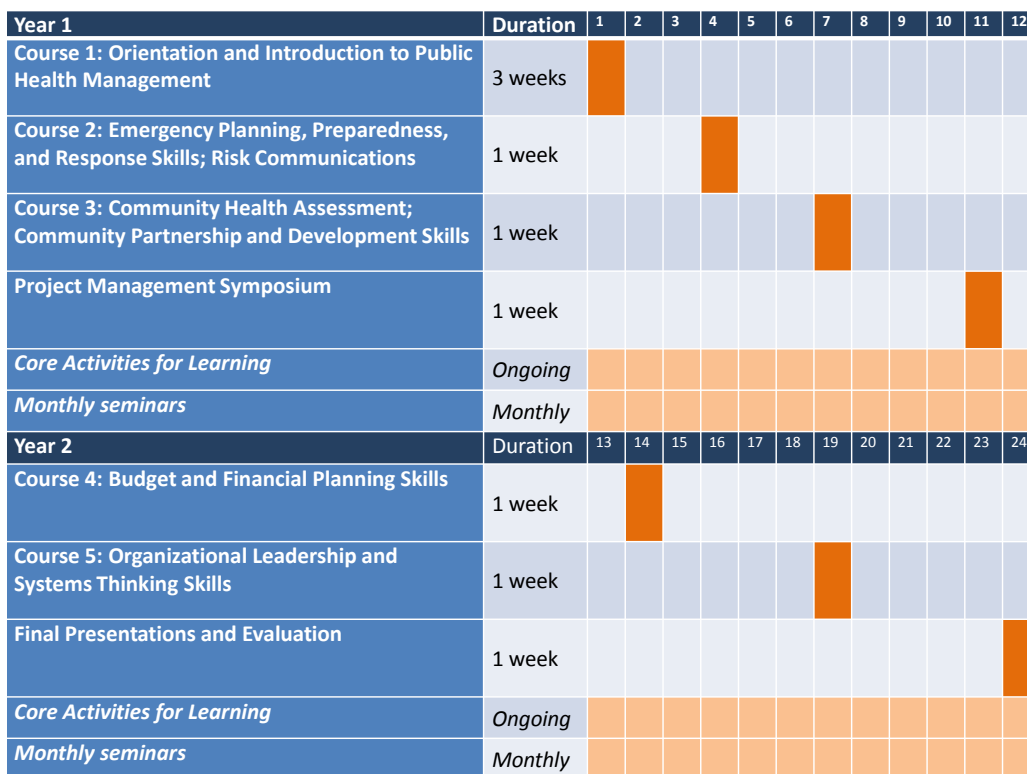 Year 1 Duration 1 2 3 4 5 6 7 8 9 10 11 12
Course 1: Orientation and Introduction to Public
Health Management
3 weeks
Course 2: Emergency Planning, Preparedness,
and Response Skills; Risk Communications
1 week
Course 3: Community Health Assessment;
Community Partnership and Development Skills
1 week
Project Management Symposium
1 week
Core Activities for Learning
Ongoing
Monthly seminars
Monthly
Year 2 Duration 13 14 15 16 17 18 19 20 21 22 23 24
Course 4: Budget and Financial Planning Skills
1 week
Course 5: Organizational Leadership and
Systems Thinking Skills
1 week
Final Presentations and Evaluation
1 week
Core Activities for Learning
Ongoing
Monthly seminars
Monthly